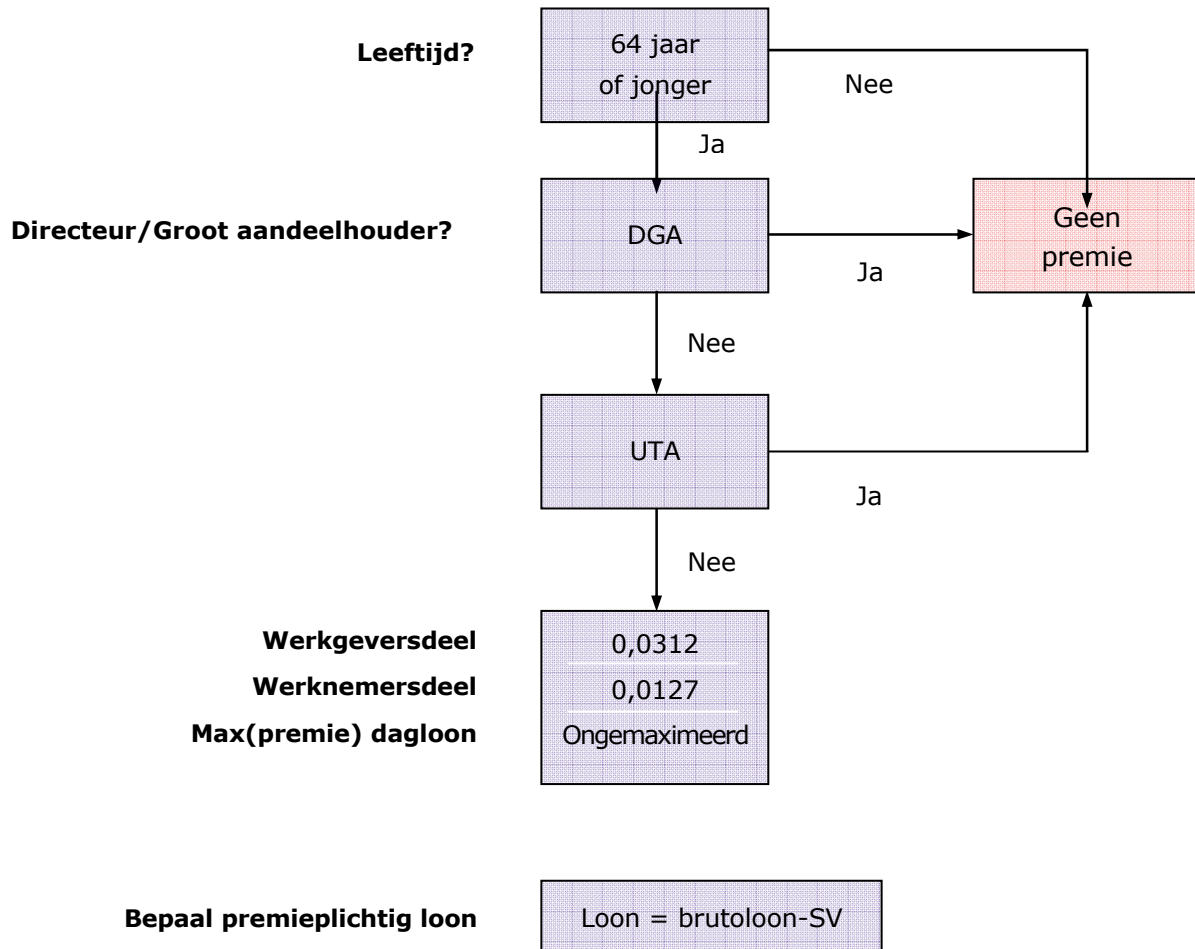 Leeftijd?
64 jaar
of jonger
Nee
Ja
Directeur/Groot aandeelhouder?
DGA
Ja
Geen
premie
Nee
UTA
Ja
Nee
Werkgeversdeel
0,0312
Werknemersdeel
0,0127
Max(premie) dagloon
Ongemaximeerd
Bepaal premieplichtig loon
Loon = brutoloon-SV